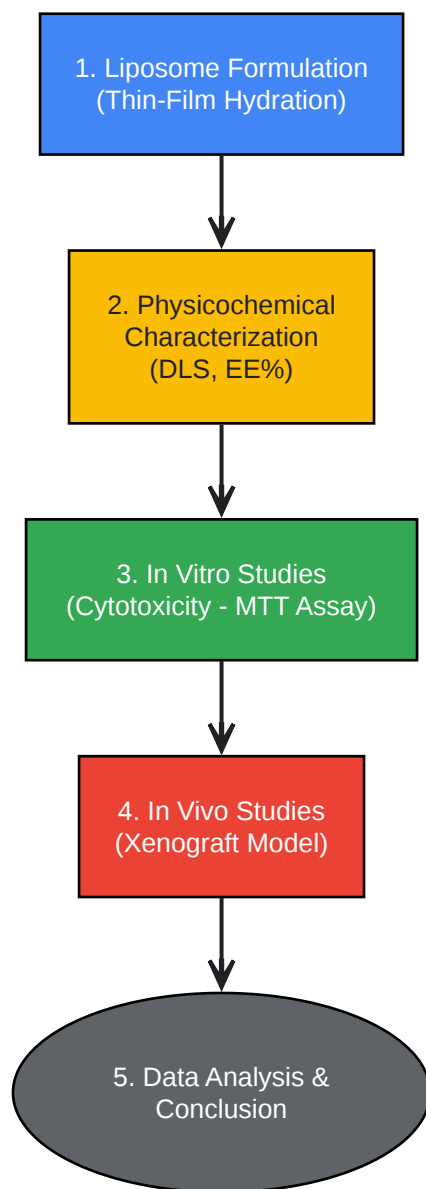 1. Liposome Formulation
(Thin-Film Hydration)
2. Physicochemical
Characterization
(DLS, EE%)
3. In Vitro Studies
(Cytotoxicity - MTT Assay)
4. In Vivo Studies
(Xenograft Model)
5. Data Analysis &
Conclusion